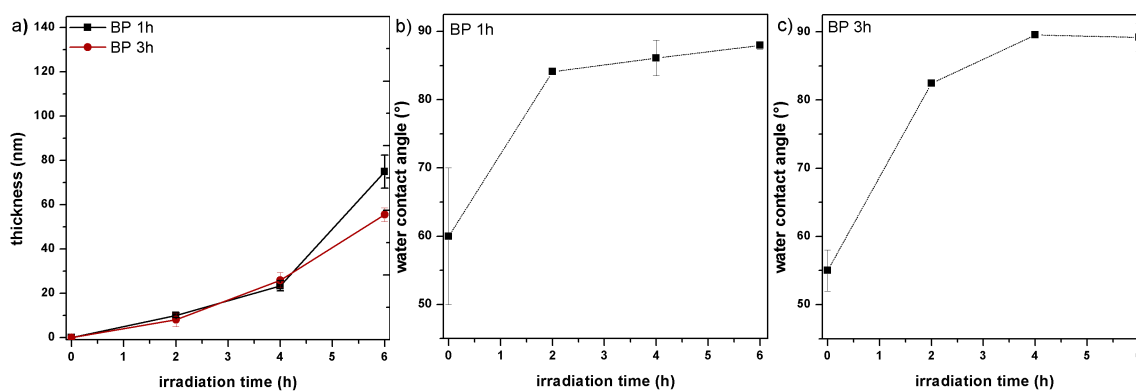 a)
BP 1h
BP 3h
thickness (nm)
140
120
100
80
60
40
20
0
0 1 2 3 4 5 6
irradiation time (h)
b)
BP 1h
water contact angle (°)
90
80
70
60
50
0 1 2 3 4 5 6
irradiation time (h)
c)
BP 3h
water contact angle (°)
90
80
70
60
50
0 1 2 3 4 5
irradiation time (h)